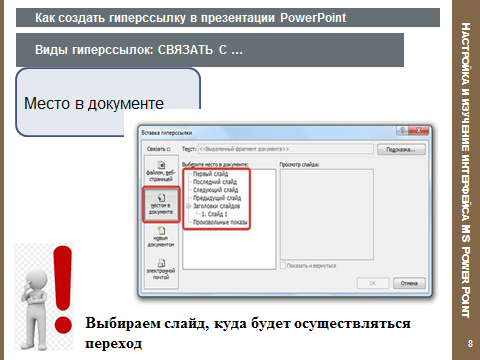 Как создать гиперссылку в презентации PowerPoint
Виды гиперссылок: СВЯЗАТЬ С ...
Место в документе
Вставка гиперссылки
Связать с:
Текст: <<Выделенный фрагмент документа>>
Подсказка...
файлом, веб-
страницей
местом в
документе
новым
документом
электронной
почтой
Выберите место в документе:
Первый слайд
Последний слайд
Следующий слайд
Предыдущий слайд
Заголовки слайдов
1. Слайд 1
Произвольные показы
Просмотр слайда:
Показать и вернуться
ОК
Отмена
Выбираем слайд, куда будет осуществляться
переход
НАСТРОЙКА И ИЗУЧЕНИЕ ИНТЕРФЕЙСА MS POWER POINT
8